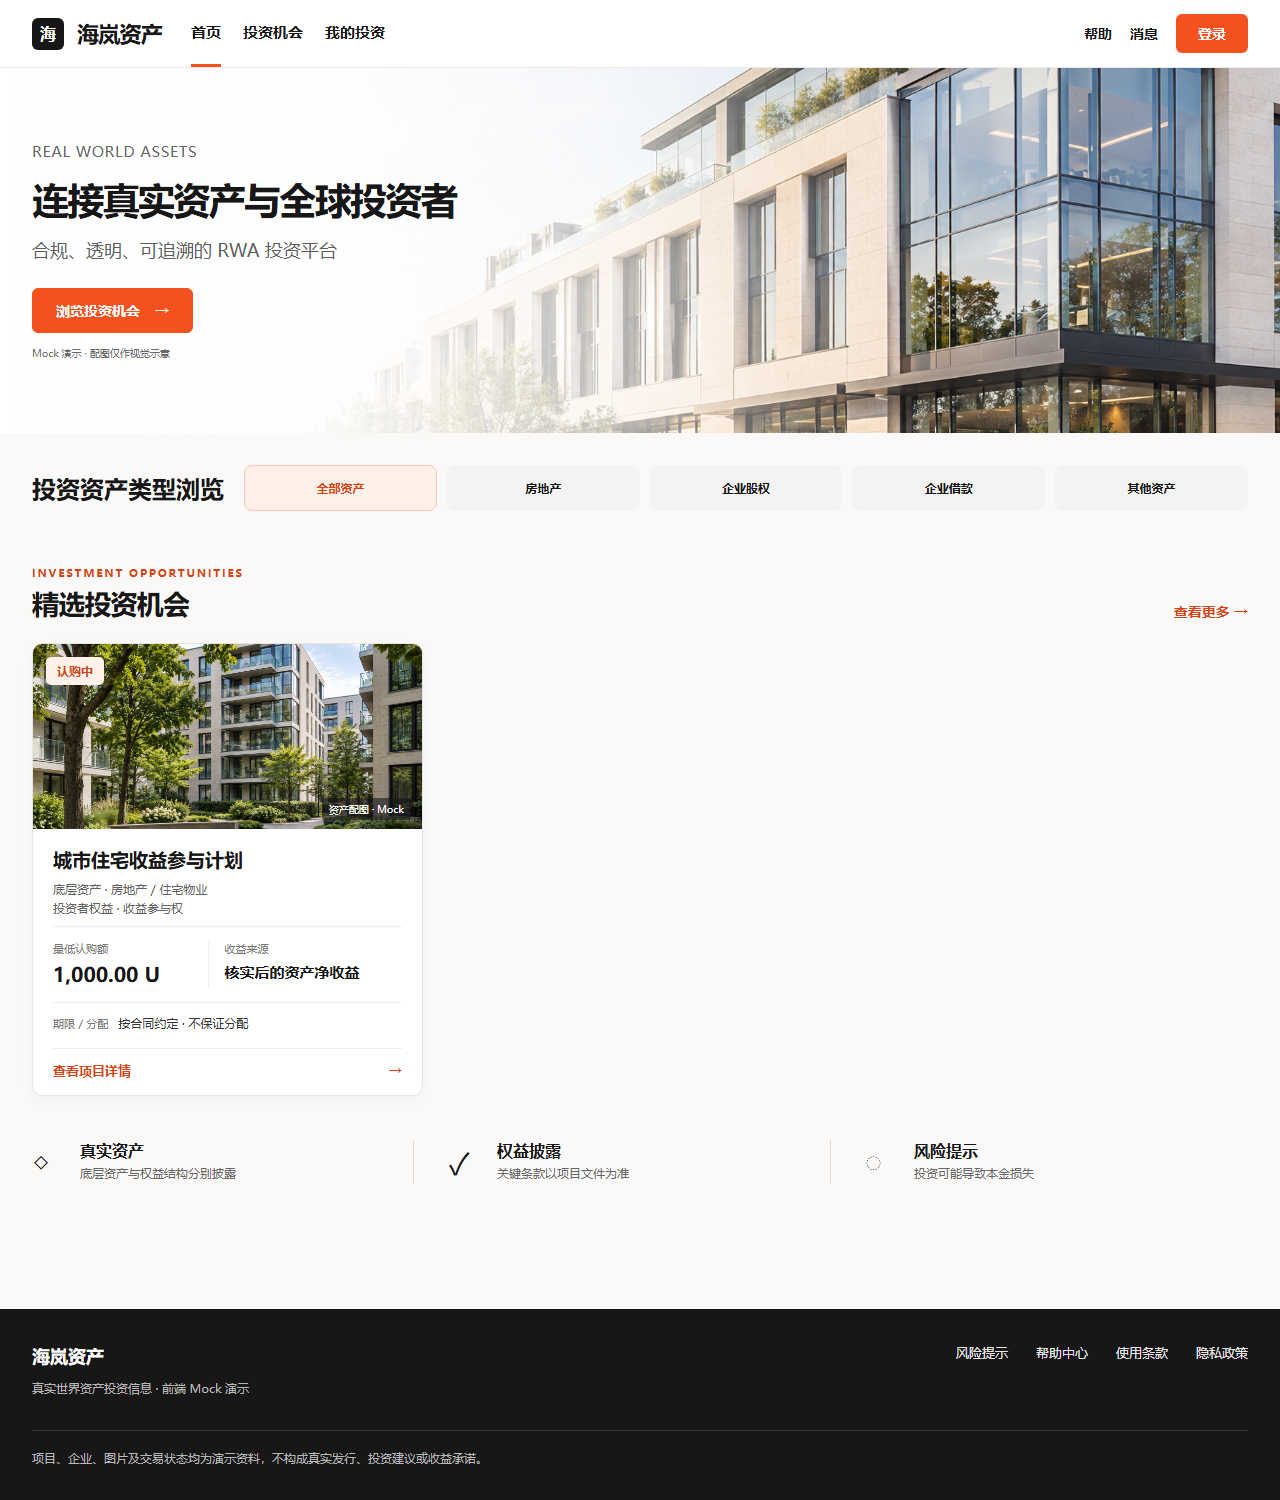 海 海岚资产 首页 投资机会 我的投资 帮助 消息 登录
REAL WORLD ASSETS
连接真实资产与全球投资者
合规、透明、可追溯的 RWA 投资平台
浏览投资机会 →
Mock 演示 · 配图仅作视觉示意
投资资产类型浏览 全部资产 房地产 企业股权 企业借款 其他资产
INVESTMENT OPPORTUNITIES
精选投资机会
查看更多 →
认购中
资产配图 · Mock
城市住宅收益参与计划
底层资产 · 房地产 / 住宅物业
投资者权益 · 收益参与权
最低认购额 收益来源
1,000.00 U 核实后的资产净收益
期限 / 分配 按合同约定 · 不保证分配
查看项目详情 →
真实资产
底层资产与权益结构分别披露
权益披露
关键条款以项目文件为准
风险提示
投资可能导致本金损失
海岚资产
真实世界资产投资信息 · 前端 Mock 演示
风险提示 帮助中心 使用条款 隐私政策
项目、企业、图片及交易状态均为演示资料，不构成真实发行、投资建议或收益承诺。